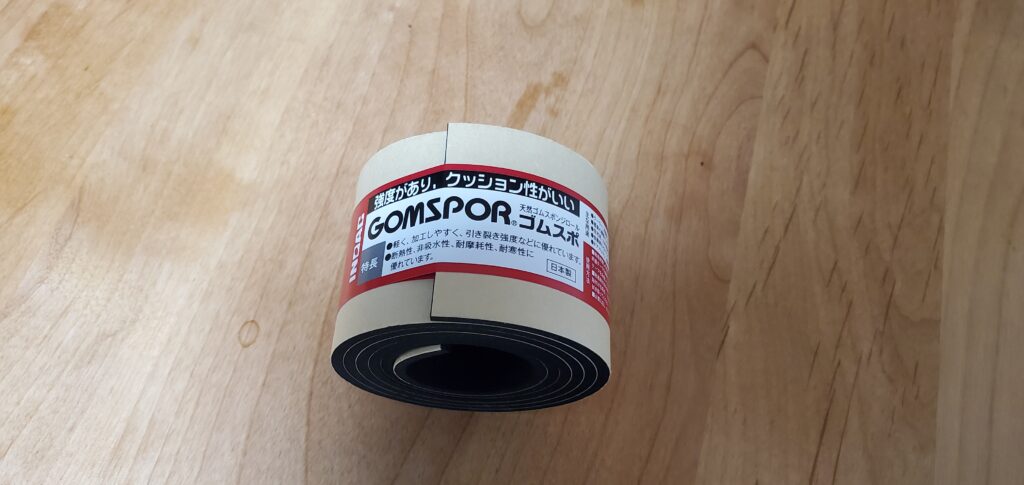 強度があり、クッション性がいい
INOAC
GOMSPOR®
天然ゴムスポンジロール
ゴムスポ
特長
●軽く、加工しやすく、引き裂き強度などに優れています。
●断熱性、非吸水性、耐摩耗性、耐寒性に
優れています。
日本製